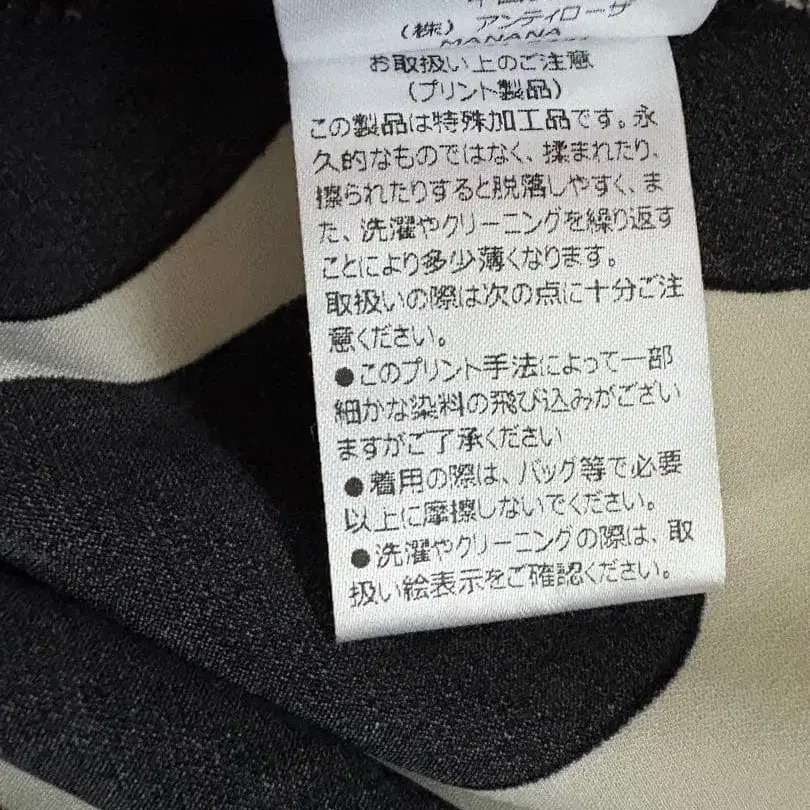 (株) アンティローザ
MANANA
お取扱い上のご注意
(プリント製品)
この製品は特殊加工品です。永
久的なものではなく、揉まれたり、
擦られたりすると脱落しやすく、ま
た、洗濯やクリーニングを繰り返す
ことにより多少薄くなります。
取扱いの際は次の点に十分ご注
意ください。
●このプリント手法によって一部
細かな染料の飛び込みがござい
ますがご了承ください
●着用の際は、バッグ等で必要
以上に摩擦しないでください。
●洗濯やクリーニングの際は、取
扱い絵表示をご確認ください。